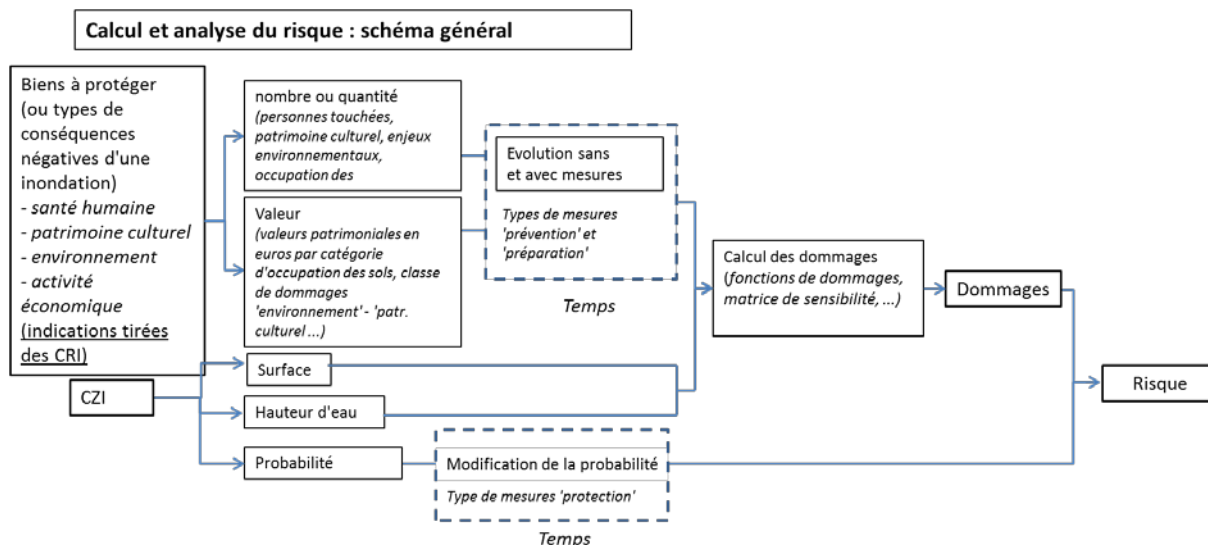 Calcul et analyse du risque : schéma général
Biens à protéger
(ou types de
conséquences
négatives d'une
inondation)
- santé humaine
- patrimoine culturel
- environnement
- activité
économique
(indications tirées
des CRI)
nombre ou quantité
(personnes touchées,
patrimoine culturel, enjeux
environnementaux,
occupation des
Valeur
(valeurs patrimoniales en
euros par catégorie
d'occupation des sols, classe
de dommages
'environnement' - 'patr.
culturel ...)
Evolution sans
et avec mesures
Types de mesures
'prévention' et
'préparation'
Temps
Calcul des dommages
(fonctions de dommages,
matrice de sensibilité, ...)
Dommages
Risque
CZI
Surface
Hauteur d'eau
Probabilité
Modification de la probabilité
Type de mesures 'protection'
Temps